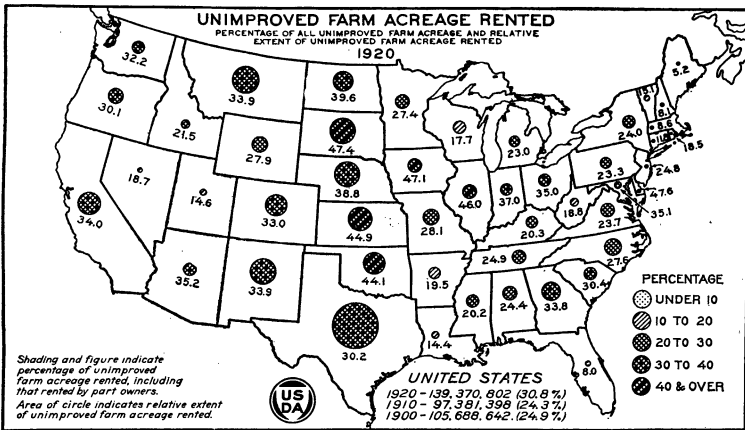 UNIMPROVED FARM ACREAGE RENTED
PERCENTAGE OF ALL UNIMPROVED FARM ACREAGE AND RELATIVE
EXTENT OF UNIMPROVED FARM ACREAGE RENTED
1920
32.2
33.9
39.6
27.4
5.2
15.1
8.1
8.6
30.1
21.5
27.9
47.4
17.7
23.0
24.0
18.5
18.7
14.6
33.0
38.8
47.1
46.0
37.0
35.0
23.3
24.8
47.6
35.1
34.0
44.9
28.1
20.3
18.8
23.7
35.2
33.9
44.1
19.5
24.9
27.6
30.2
14.4
20.2
24.4
33.8
30.4
8.0
PERCENTAGE
UNDER 10
10 TO 20
20 TO 30
30 TO 40
40 & OVER
Shading and figure indicate
percentage of unimproved
farm acreage rented, including
that rented by part owners.
Area of circle indicates relative extent
of unimproved farm acreage rented.
US
DA
UNITED STATES
1920-139,370,802 (30.8%)
1910-97,381,398 (24.3%)
1900-105,688,642.(24.9%)